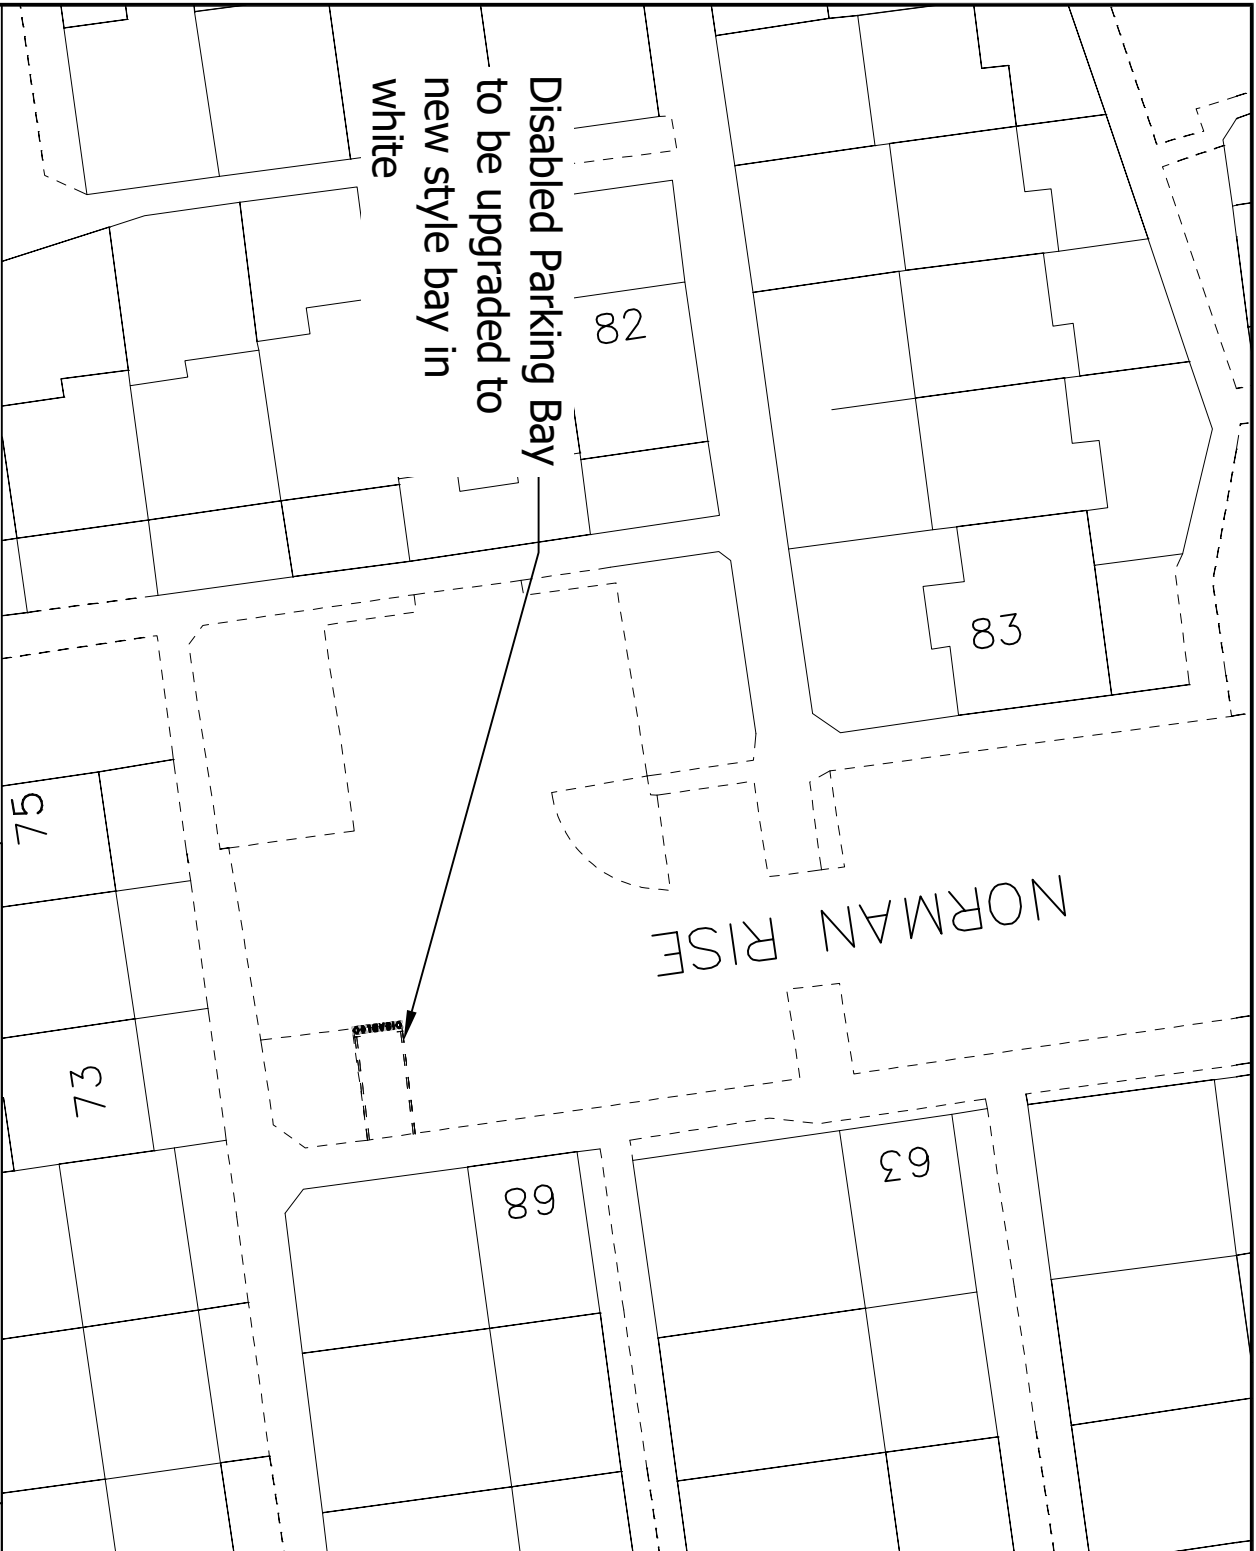 Disabled Parking Bay
to be upgraded to
new style bay in
white
82
83
75
NORMAN RISE
DISABLED
73
68
63